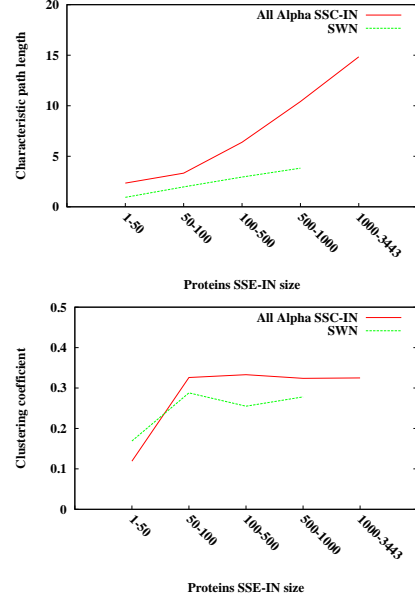 Characteristic path length
20
15
10
5
0
All Alpha SSC-IN
SWN
1-50
50-100
100-500
500-1000
1000-3443
Proteins SSE-IN size
Clustering coefficient
0.5
0.4
0.3
0.2
0.1
0
All Alpha SSC-IN
SWN
1-50
50-100
100-500
500-1000
1000-3443
Proteins SSE-IN size